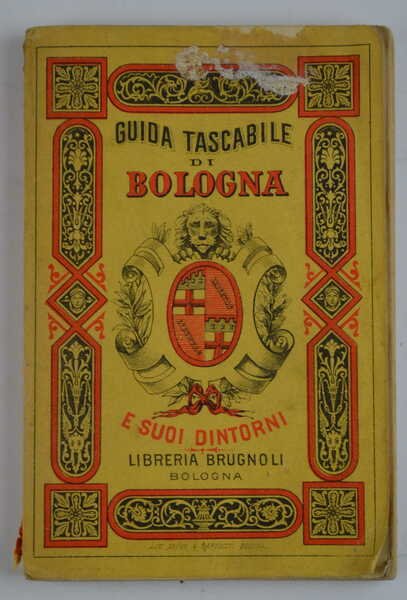 GUIDA TASCABILE
DI
BOLOGNA
E SUOI DINTORNI
LIBRERIA BRUGNOLI
BOLOGNA